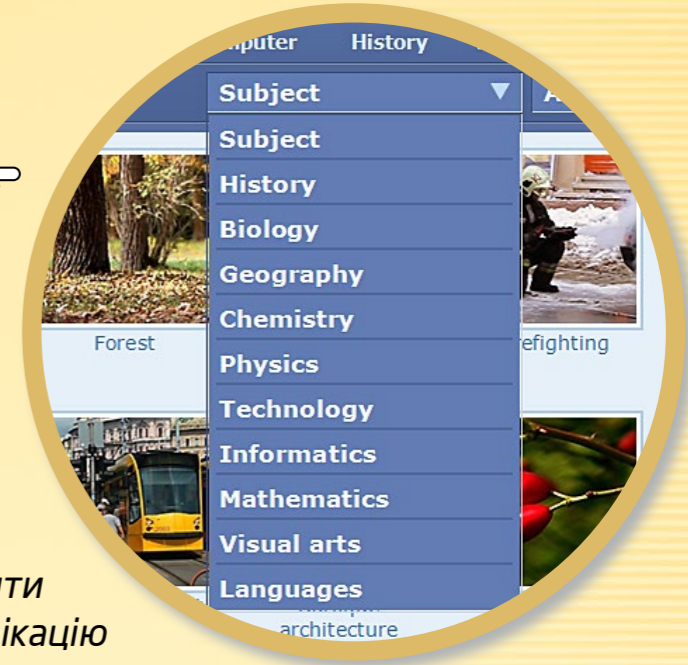 History
Subject
Subject
History
Biology
Geography
Chemistry
Physics
Technology
Informatics
Mathematics
Visual arts
Languages
Forest
architecture